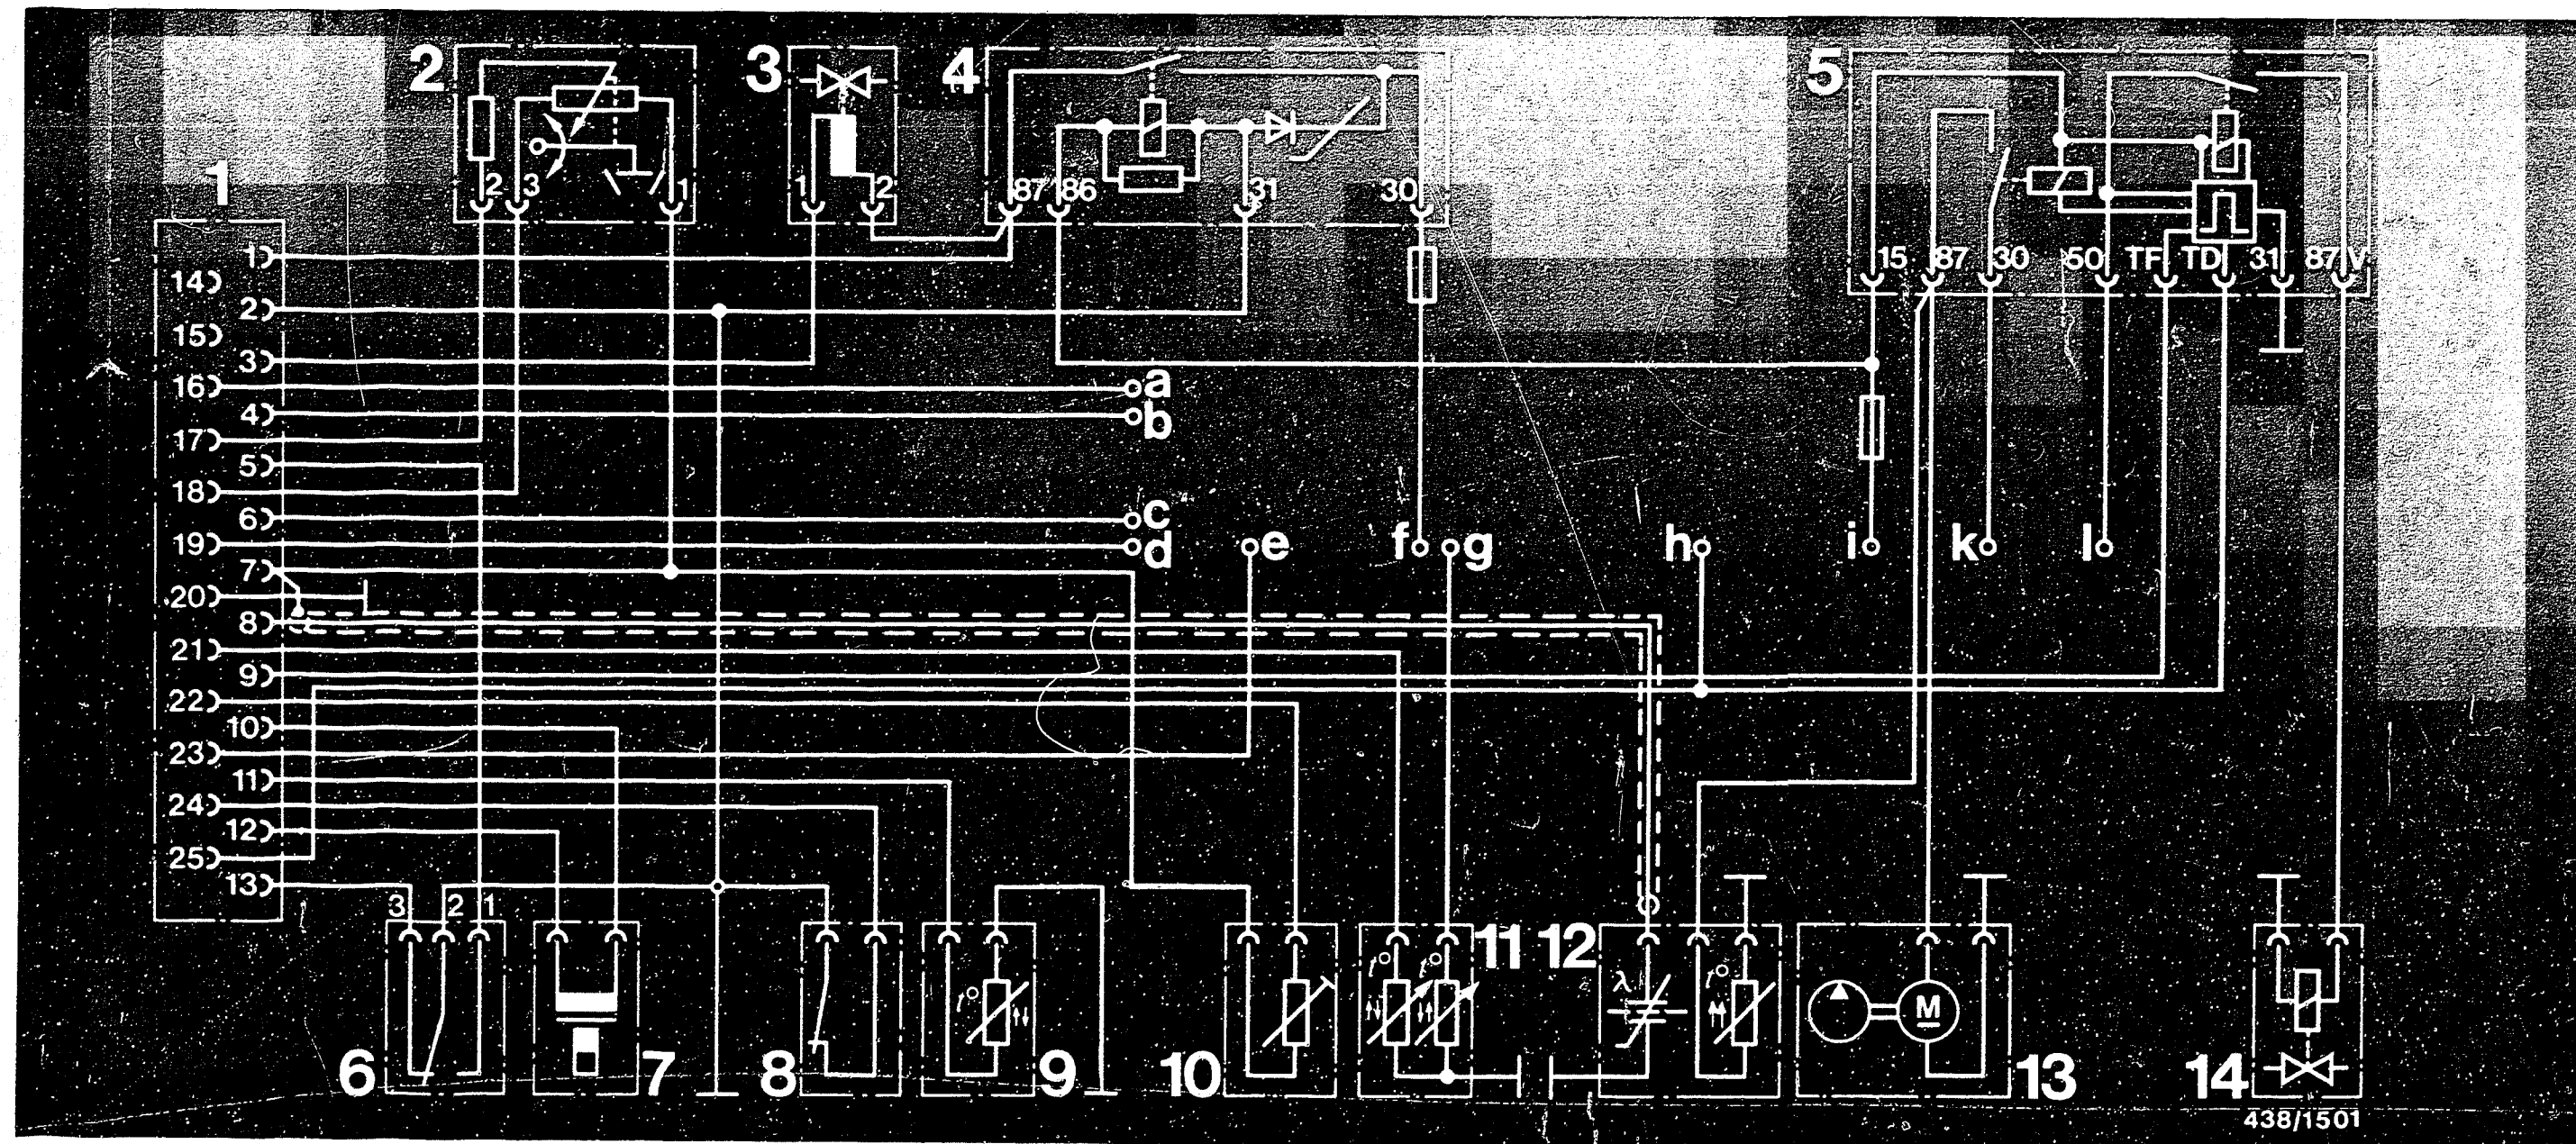 2 3 4 5
1
2 3 1
1 2
87 86 31 30
15 87 30 50 TF TD 31 87V
1
14
2
15
3
16 a
4 b
17
5
18
6 c
19 d e f g h i k l
7
20
8
21
9
22
10
23
11
24
12
25
13
3 2 1
11 12
t° t° λ t°
t° M
6 7 8 9 10 13 14
438/1501